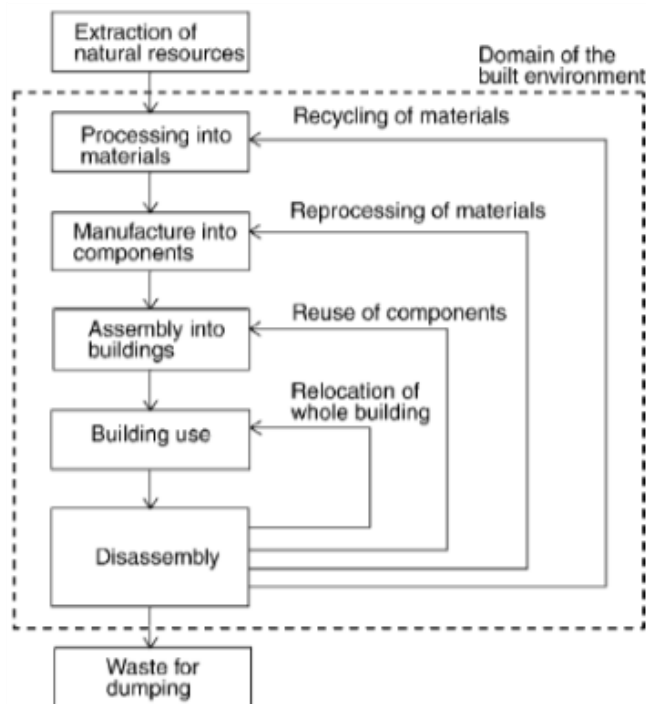 Extraction of
natural resources
Domain of the
built environment
Processing into
materials
Recycling of materials
Manufacture into
components
Reprocessing of materials
Assembly into
buildings
Reuse of components
Building use
Relocation of
whole building
Disassembly
Waste for
dumping